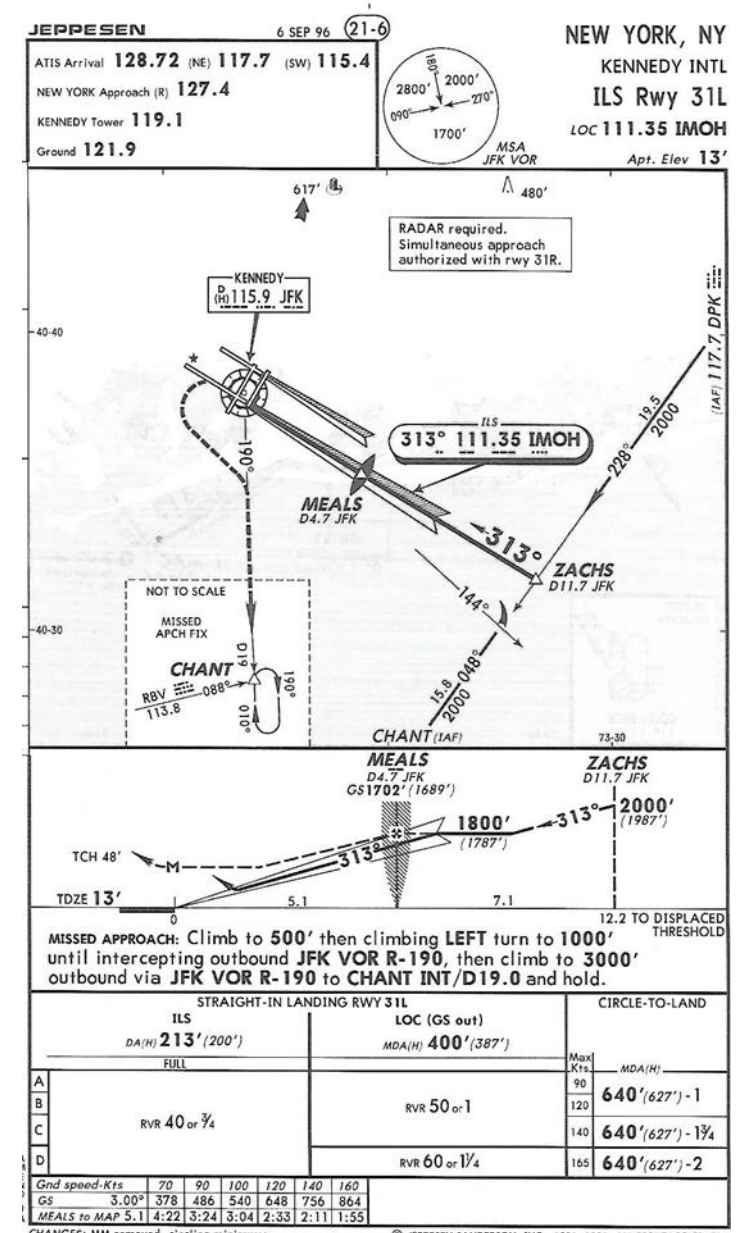 JEPPESEN 6 SEP 96 21-6
NEW YORK, NY
KENNEDY INTL
ILS Rwy 31L
LOC 111.35 IMOH
Apt. Elev 13'
ATIS Arrival 128.72 (NE) 117.7 (SW) 115.4
NEW YORK Approach (R) 127.4
KENNEDY Tower 119.1
Ground 121.9
180°
2800' 2000'
090° 270°
1700'
MSA
JFK VOR
617' 480'
RADAR required.
Simultaneous approach
authorized with rwy 31R.
KENNEDY
D
(H) 115.9 JFK
40-40
(IAF) 117.7 DPK
19.5
2000
228°
ILS
313° 111.35 IMOH
190°
MEALS
D4.7 JFK
313°
ZACHS
D11.7 JFK
144°
NOT TO SCALE
MISSED
APCH FIX
40-30
D19
CHANT
RBV
113.8
088°
190°
010°
15.8
048°
2000
CHANT (IAF)
73-30
MEALS
D4.7 JFK
GS1702' (1689')
ZACHS
D11.7 JFK
1800'
(1787')
313°
2000'
(1987')
TCH 48'
M
313°
TDZE 13'
0 5.1 7.1
12.2 TO DISPLACED
THRESHOLD
MISSED APPROACH: Climb to 500' then climbing LEFT turn to 1000'
until intercepting outbound JFK VOR R-190, then climb to 3000'
outbound via JFK VOR R-190 to CHANT INT/D19.0 and hold.
STRAIGHT-IN LANDING RWY 31L CIRCLE-TO-LAND
ILS LOC (GS out)
DA(H) 213' (200') MDA(H) 400' (387')
FULL
Max
Kts. MDA(H)
A
B
C
D
RVR 40 or ¾
RVR 50 or 1
RVR 60 or 1¼
90
120
640' (627') - 1
140 640' (627') - 1¾
165 640' (627') - 2
Gnd speed-Kts 70 90 100 120 140 160
GS 3.00° 378 486 540 648 756 864
MEALS to MAP 5.1 4:22 3:24 3:04 2:33 2:11 1:55